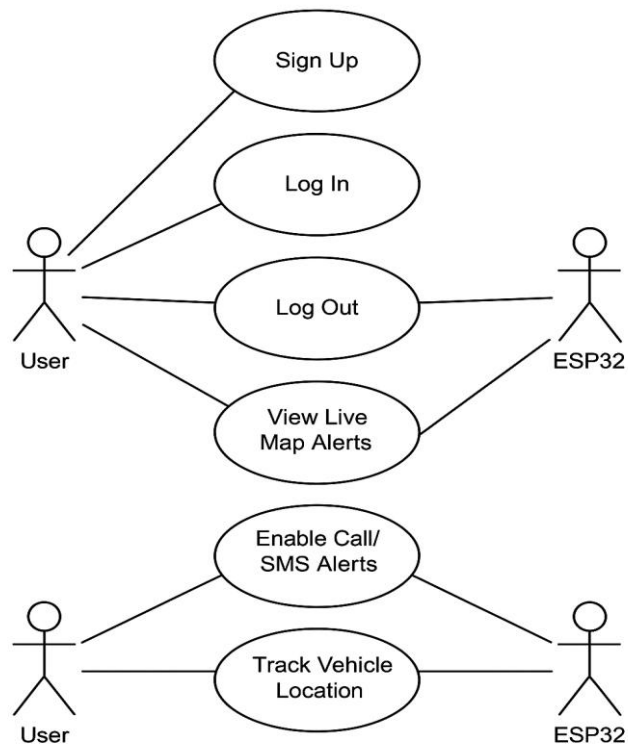 Sign Up
Log In
Log Out
User
ESP32
View Live
Map Alerts
Enable Call/
SMS Alerts
Track Vehicle
Location
User
ESP32